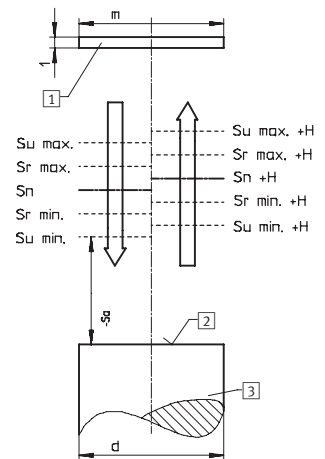 m
1
1
Su max.
Sr max.
Sn
Sr min.
Su min.
Su max. +H
Sr max. +H
Sn +H
Sr min. +H
Su min. +H
Sa
2
3
d